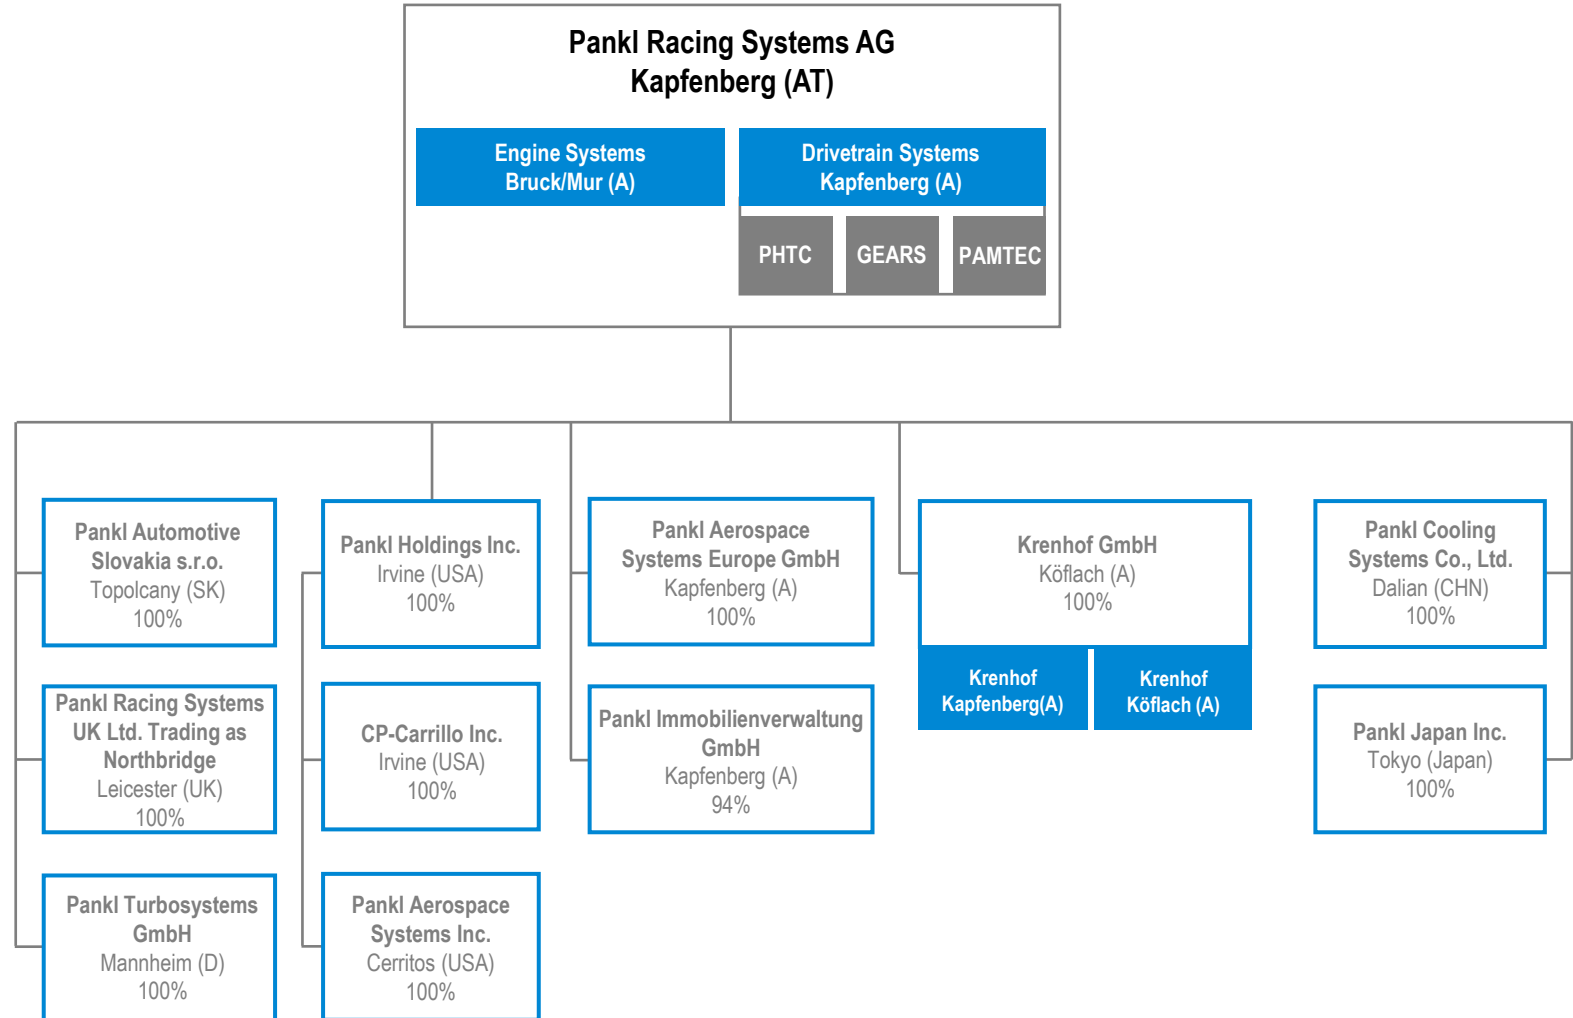 Pankl Racing Systems AG
Kapfenberg (AT)
Engine Systems
Bruck/Mur (A)
Drivetrain Systems
Kapfenberg (A)
PHTC
GEARS
PAMTEC
Pankl Automotive
Slovakia s.r.o.
Topolcany (SK)
100%
Pankl Holdings Inc.
Irvine (USA)
100%
Pankl Aerospace
Systems Europe GmbH
Kapfenberg (A)
100%
Krenhof GmbH
Köflach (A)
100%
Krenhof
Kapfenberg(A)
Krenhof
Köflach (A)
Pankl Cooling
Systems Co., Ltd.
Dalian (CHN)
100%
Pankl Racing Systems
UK Ltd. Trading as
Northbridge
Leicester (UK)
100%
CP-Carrillo Inc.
Irvine (USA)
100%
Pankl Immobilienverwaltung
GmbH
Kapfenberg (A)
94%
Pankl Japan Inc.
Tokyo (Japan)
100%
Pankl Turbosystems
GmbH
Mannheim (D)
100%
Pankl Aerospace
Systems Inc.
Cerritos (USA)
100%